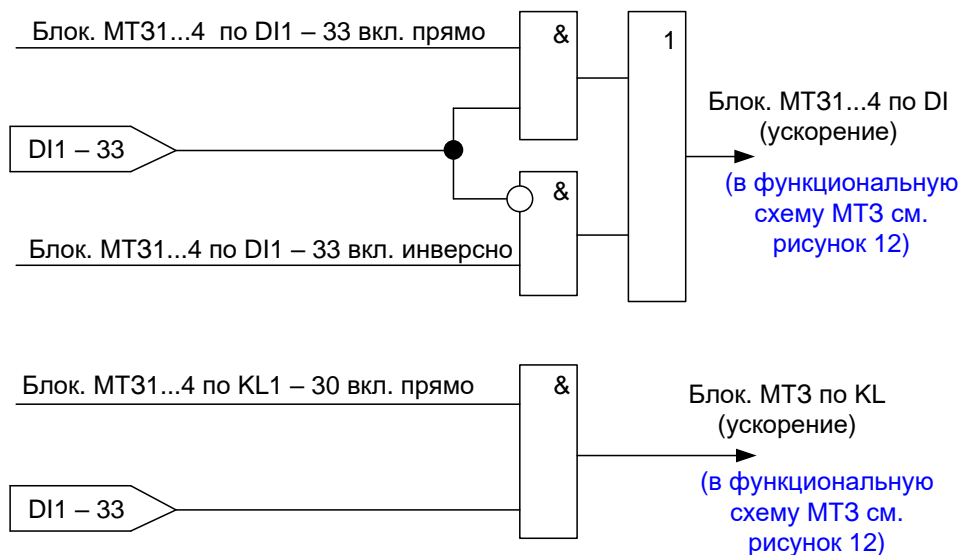 Блок. МТЗ1...4 по DI1 – 33 вкл. прямо
&
1
DI1 – 33
Блок. МТЗ1...4 по DI
(ускорение)
(в функциональную
схему МТЗ см.
рисунок 12)
&
Блок. МТЗ1...4 по DI1 – 33 вкл. инверсно
Блок. МТЗ1...4 по KL1 – 30 вкл. прямо
&
Блок. МТЗ по KL
(ускорение)
(в функциональную
схему МТЗ см.
рисунок 12)
DI1 – 33